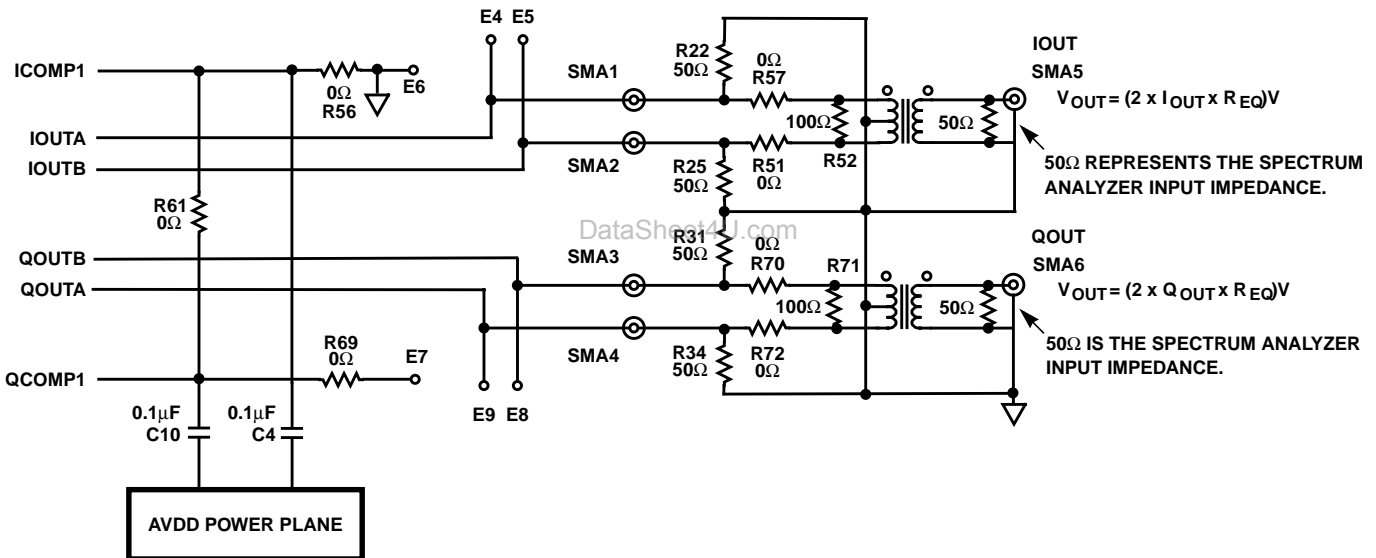 E4 E5
ICOMP1
0Ω
R56
E6
IOUTA
IOUTB
SMA1
SMA2
R22
50Ω
0Ω
R57
100Ω
R52
R25
50Ω
R51
0Ω
50Ω
IOUT
SMA5
VOUT = (2 x IOUT x REQ)V
50Ω REPRESENTS THE SPECTRUM
ANALYZER INPUT IMPEDANCE.
R61
0Ω
DataSheet4U.com
QOUTB
QOUTA
SMA3
SMA4
R31
50Ω
0Ω
R70
R71
100Ω
R34
50Ω
R72
0Ω
50Ω
QOUT
SMA6
VOUT = (2 x QOUT x REQ)V
50Ω IS THE SPECTRUM ANALYZER
INPUT IMPEDANCE.
QCOMP1
R69
0Ω
E7
E9 E8
0.1µF
C10
0.1µF
C4
AVDD POWER PLANE